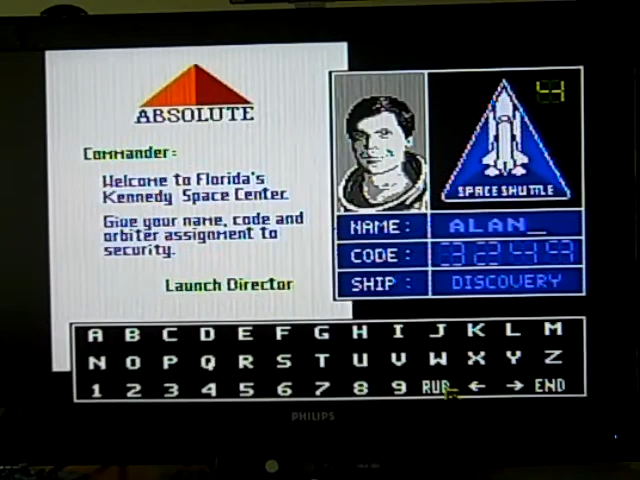 ABSOLUTE
Commander:
Welcome to Florida's
Kennedy Space Center.
Give your name, code and
orbiter assignment to
security.
Launch Director
4
SPACE SHUTTLE
NAME: ALAN_
CODE:
SHIP: DISCOVERY
A B C D E F G H I J K L M
N O P Q R S T U V W X Y Z
1 2 3 4 5 6 7 8 9 RUB ← → END
PHILIPS